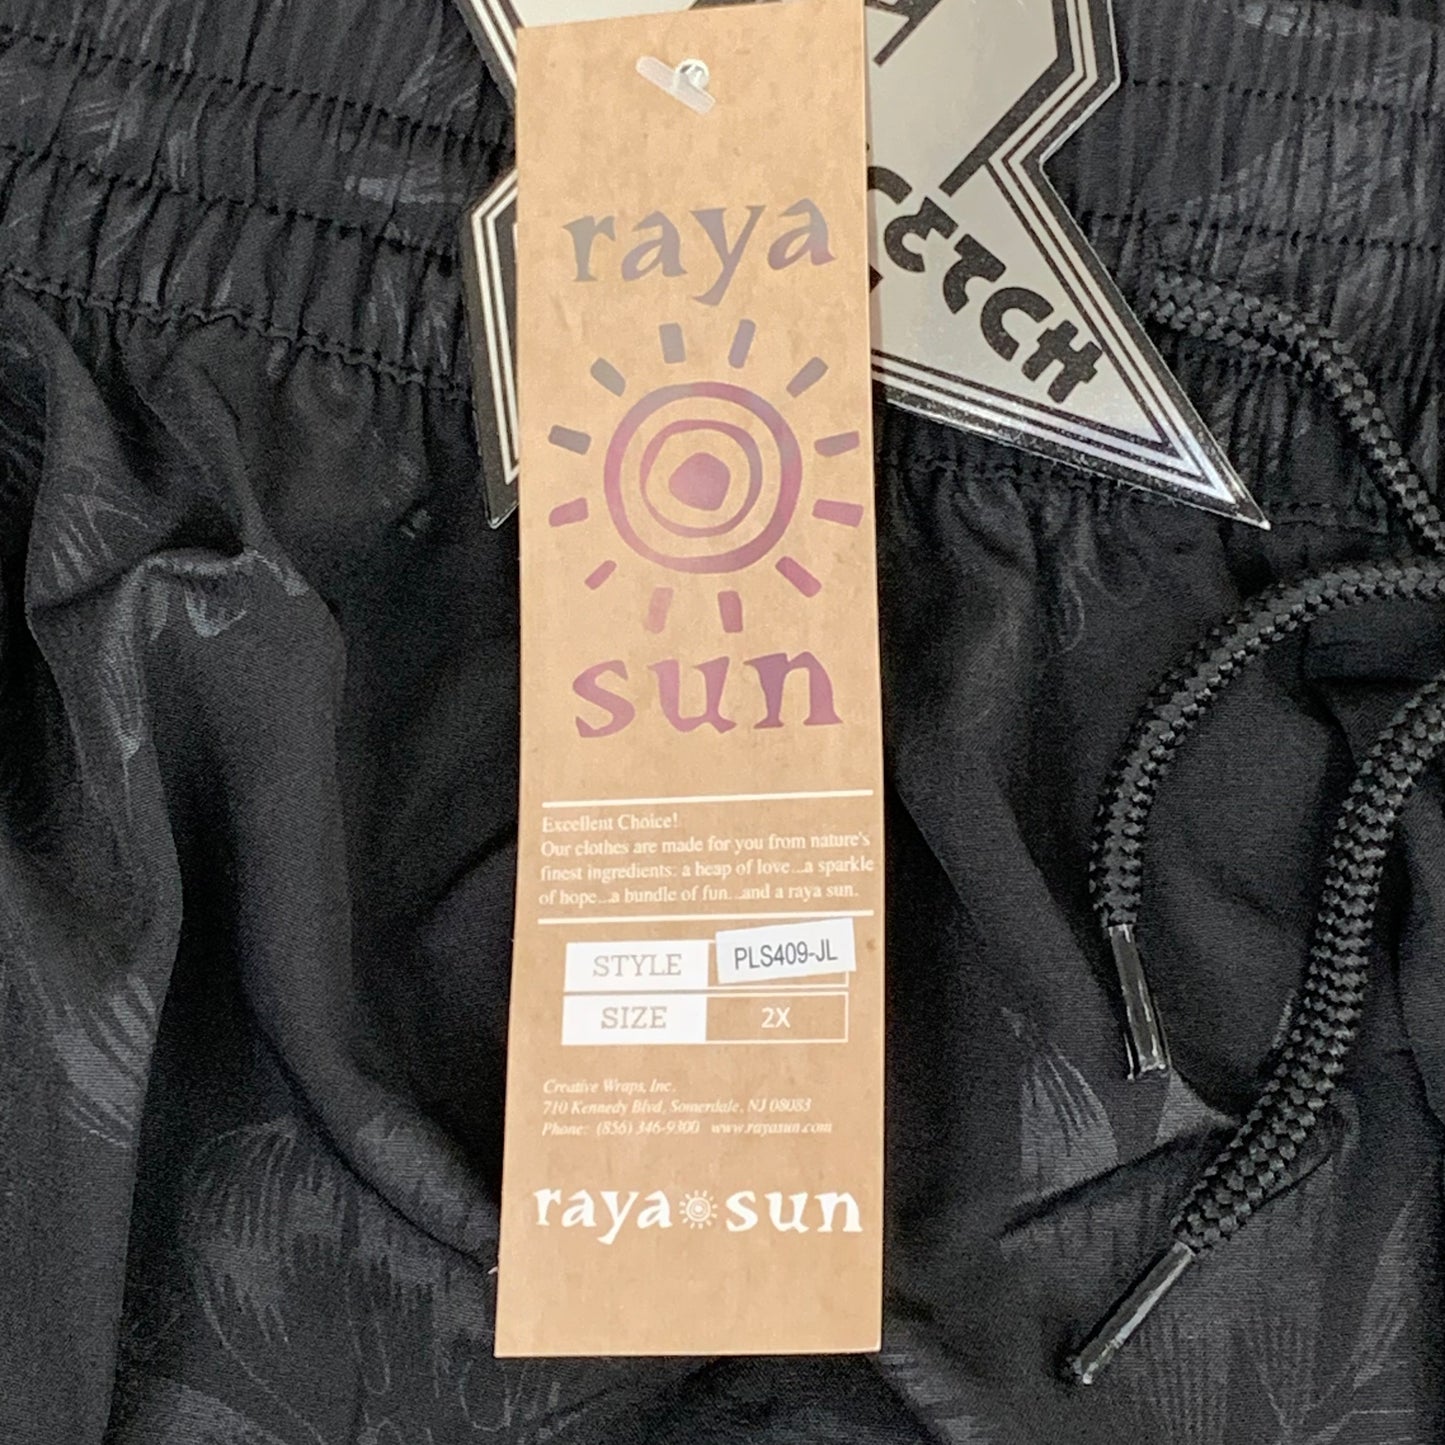 raya
sun
Excellent Choice!
Our clothes are made for you from nature's
finest ingredients: a heap of love...a sparkle
of hope...a bundle of fun...and a raya sun.
STYLE PLS409-JL
SIZE 2X
Creative Wraps, Inc.
710 Kennedy Blvd, Somerdale, NJ 08083
Phone: (856) 346-9300 www.rayasun.com
raya sun